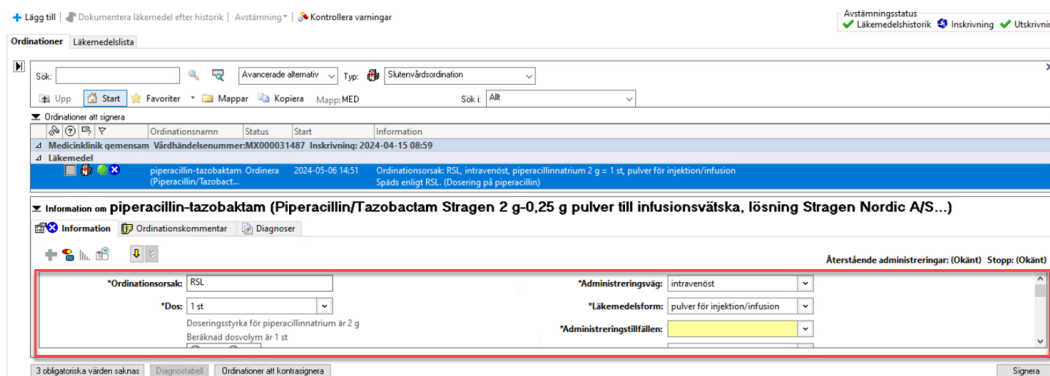 Lägg till | Dokumentera läkemedel efter historik | Avstämning | Kontrollera varningar
Avstämningsstatus
Läkemedelshistorik Inskrivning Utskrivnin
Ordinationer Läkemedelslista
Sök: Avancerade alternativ Typ: Slutenvårdsordination
Upp Start Favoriter Mappar Kopiera Mapp: MED Sök i: Allt
Ordinationer att signera
Ordinationsnamn Status Start Information
Medicinklinik gemensam Vårdhändelsenummer:MX000031487 Inskrivning: 2024-04-15 08:59
Läkemedel
piperacillin-tazobaktam Ordinera 2024-05-06 14:51 Ordinationsorsak: RSL, intravenöst, piperacillinnatrium 2 g = 1 st, pulver för injektion/infusion
(Piperacillin/Tazobact... Späds enligt RSL. (Dosering på piperacillin)
Information om piperacillin-tazobaktam (Piperacillin/Tazobactam Stragen 2 g-0,25 g pulver till infusionsvätska, lösning Stragen Nordic A/S...)
Information Ordinationskommentar Diagnoser
Återstående administreringar: (Okänt) Stopp: (Okänt)
*Ordinationsorsak: RSL *Administreringsväg: intravenöst
*Dos: 1 st *Läkemedelsform: pulver för injektion/infusion
Doseringsstyrka för piperacillinnatrium är 2 g *Administreringstillfällen:
Beräknad dosvolym är 1 st
3 obligatoriska värden saknas Diagnostabell Ordinationer att kontrasignera Signera